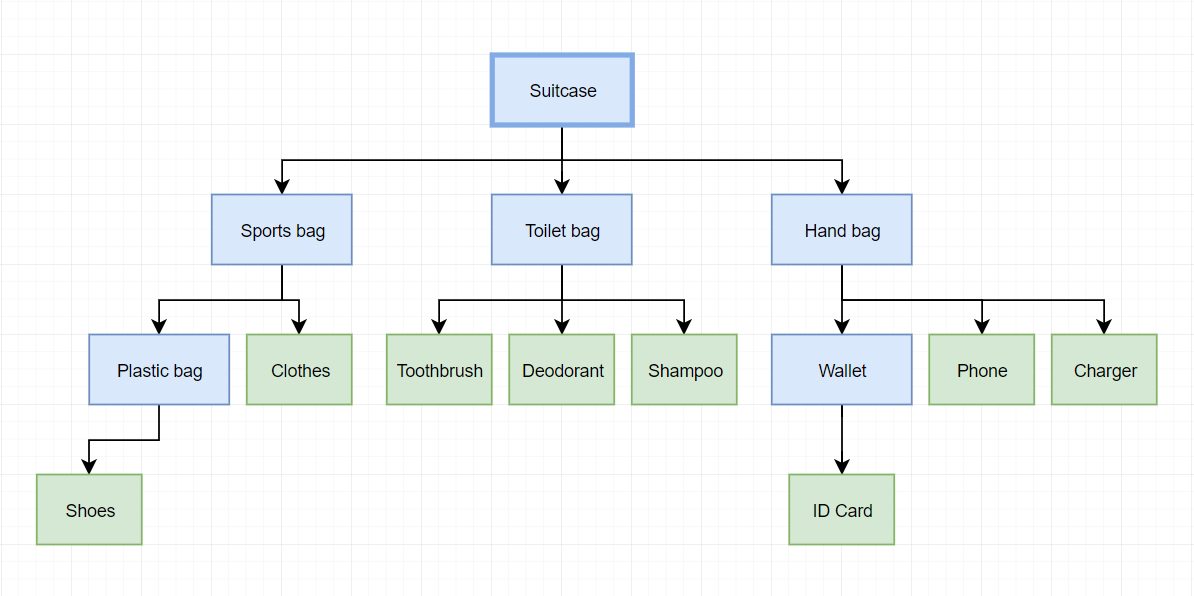 Suitcase
Sports bag
Toilet bag
Hand bag
Plastic bag
Clothes
Toothbrush
Deodorant
Shampoo
Wallet
Phone
Charger
Shoes
ID Card